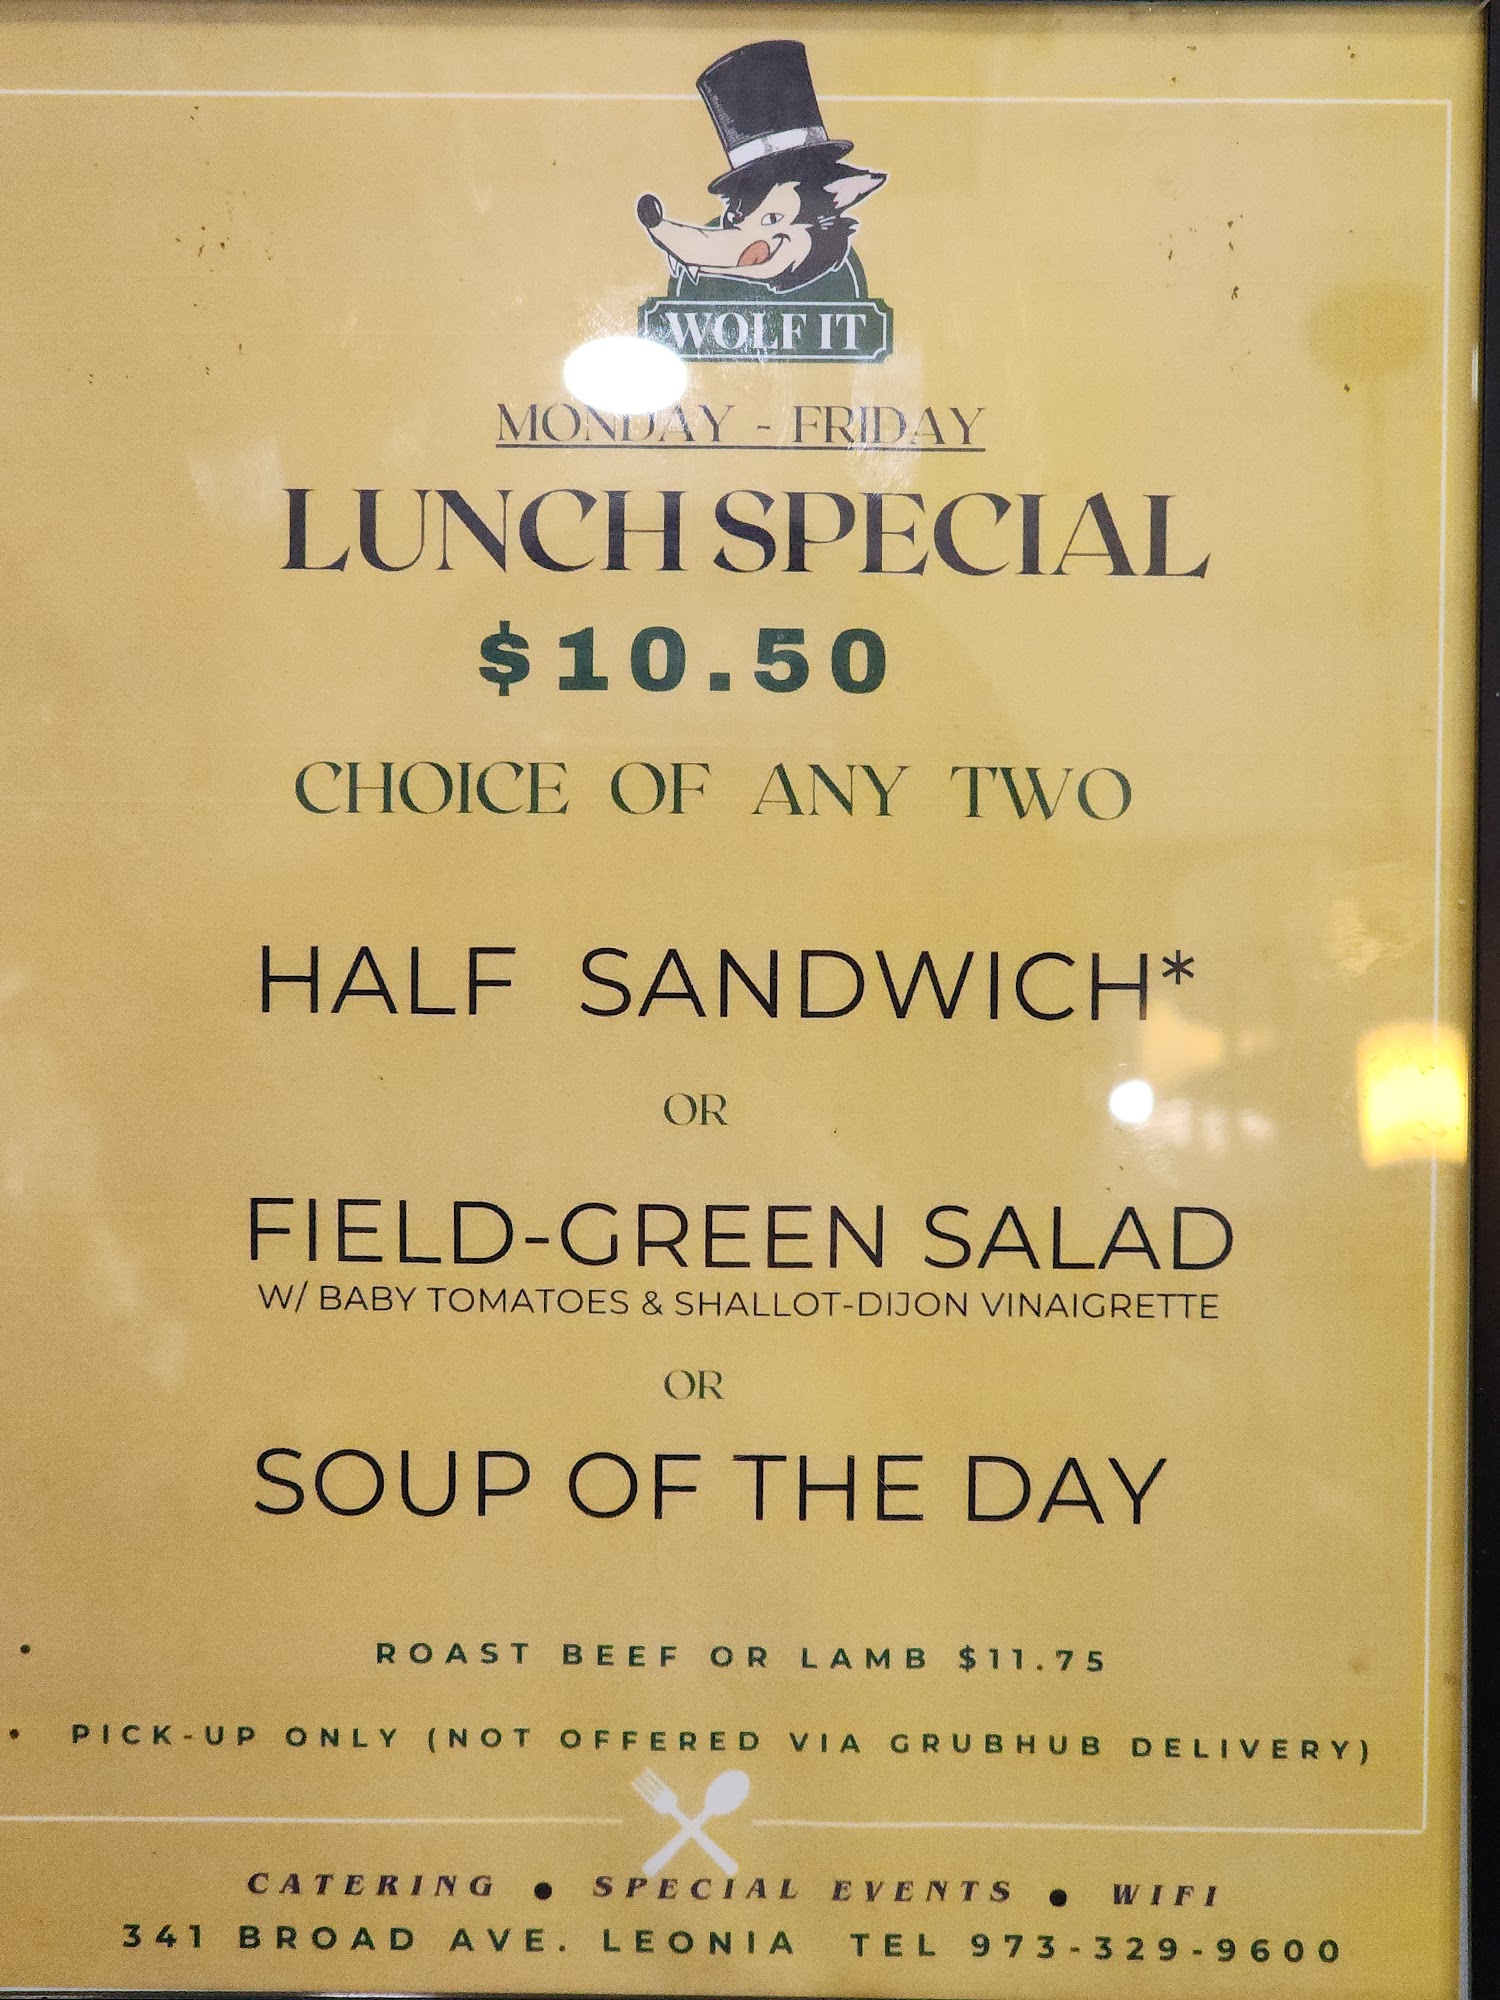 WOLF IT
MONDAY - FRIDAY
LUNCH SPECIAL
$10.50
CHOICE OF ANY TWO
HALF SANDWICH*
OR
FIELD-GREEN SALAD
W/ BABY TOMATOES & SHALLOT-DIJON VINAIGRETTE
OR
SOUP OF THE DAY
• ROAST BEEF OR LAMB $11.75
• PICK-UP ONLY (NOT OFFERED VIA GRUBHUB DELIVERY)
CATERING • SPECIAL EVENTS • WIFI
341 BROAD AVE. LEONIA TEL 973-329-9600